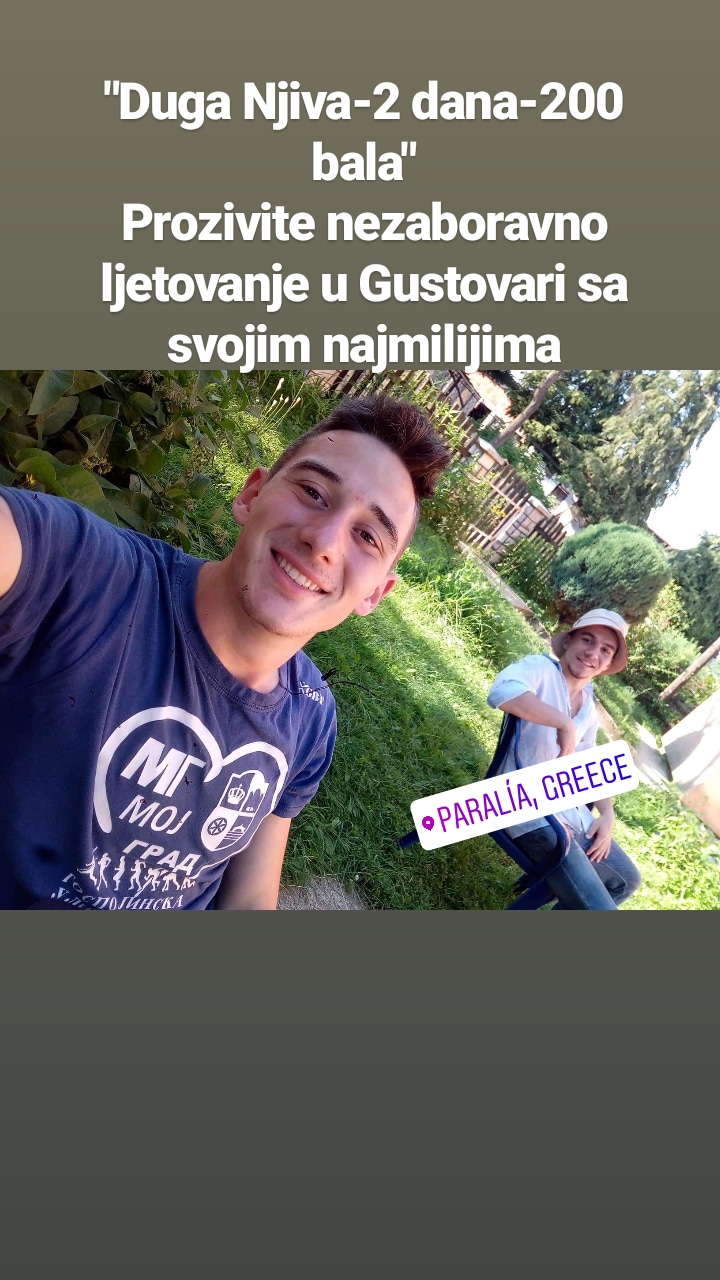 "Duga Njiva-2 dana-200
bala"
Prozivite nezaboravno
ljetovanje u Gustovari sa
svojim najmilijima
PARALÍA, GREECE
МГ
МОЈ
ГРАД